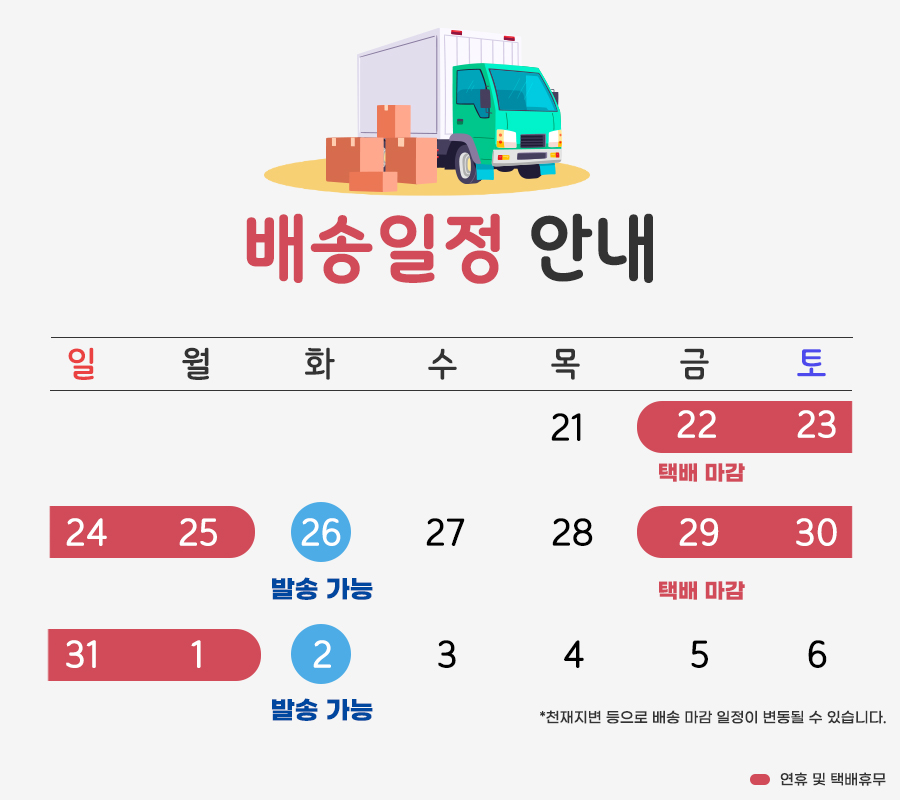 배송일정 안내
일 월 화 수 목 금 토
21 22 23
택배 마감
24 25 26 27 28 29 30
발송 가능 택배 마감
31 1 2 3 4 5 6
발송 가능
*천재지변 등으로 배송 마감 일정이 변동될 수 있습니다.
연휴 및 택배휴무